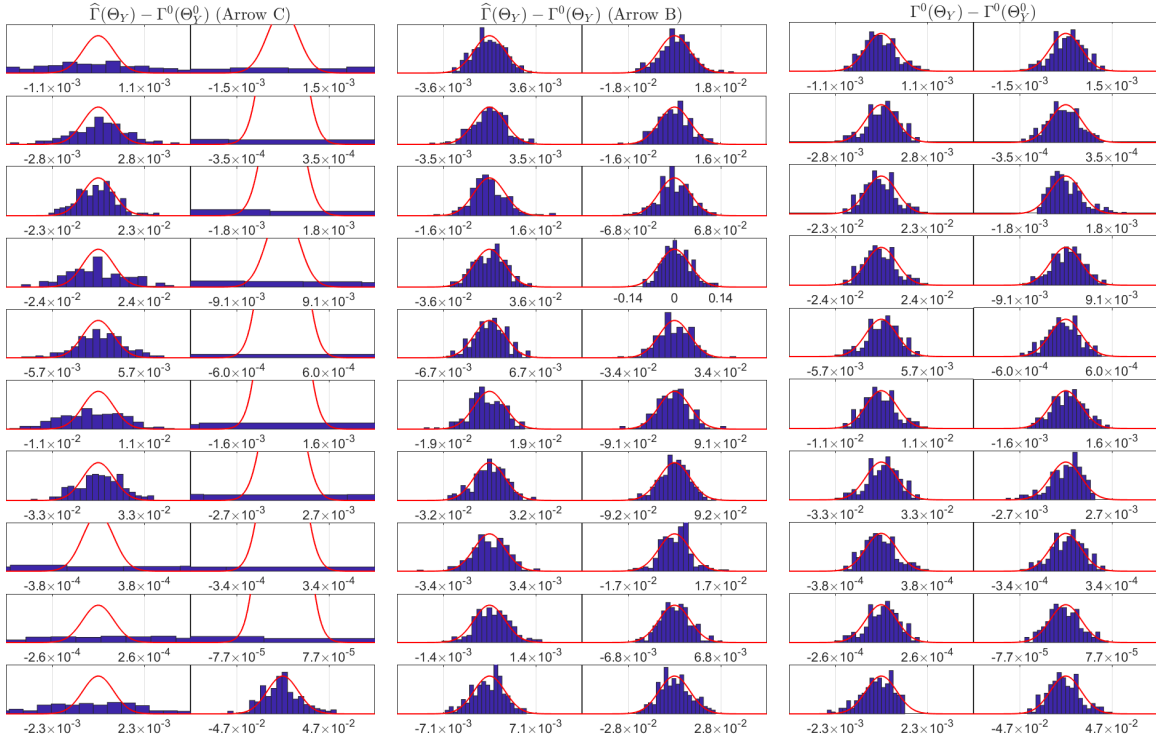 Γ̂(Θ_Y) − Γ⁰(Θ_Y⁰) (Arrow C)    Γ̂(Θ_Y) − Γ⁰(Θ_Y) (Arrow B)    Γ⁰(Θ_Y) − Γ⁰(Θ_Y⁰)
-1.1×10⁻³ 1.1×10⁻³ -1.5×10⁻³ 1.5×10⁻³ -3.6×10⁻³ 3.6×10⁻³ -1.8×10⁻² 1.8×10⁻² -1.1×10⁻³ 1.1×10⁻³ -1.5×10⁻³ 1.5×10⁻³
-2.8×10⁻³ 2.8×10⁻³ -3.5×10⁻⁴ 3.5×10⁻⁴ -3.5×10⁻³ 3.5×10⁻³ -1.6×10⁻² 1.6×10⁻² -2.8×10⁻³ 2.8×10⁻³ -3.5×10⁻⁴ 3.5×10⁻⁴
-2.3×10⁻² 2.3×10⁻² -1.8×10⁻³ 1.8×10⁻³ -1.6×10⁻² 1.6×10⁻² -6.8×10⁻² 6.8×10⁻² -2.3×10⁻² 2.3×10⁻² -1.8×10⁻³ 1.8×10⁻³
-2.4×10⁻² 2.4×10⁻² -9.1×10⁻³ 9.1×10⁻³ -3.6×10⁻² 3.6×10⁻² -0.14 0 0.14 -2.4×10⁻² 2.4×10⁻² -9.1×10⁻³ 9.1×10⁻³
-5.7×10⁻³ 5.7×10⁻³ -6.0×10⁻⁴ 6.0×10⁻⁴ -6.7×10⁻³ 6.7×10⁻³ -3.4×10⁻² 3.4×10⁻² -5.7×10⁻³ 5.7×10⁻³ -6.0×10⁻⁴ 6.0×10⁻⁴
-1.1×10⁻² 1.1×10⁻² -1.6×10⁻³ 1.6×10⁻³ -1.9×10⁻² 1.9×10⁻² -9.1×10⁻² 9.1×10⁻² -1.1×10⁻² 1.1×10⁻² -1.6×10⁻³ 1.6×10⁻³
-3.3×10⁻² 3.3×10⁻² -2.7×10⁻³ 2.7×10⁻³ -3.2×10⁻² 3.2×10⁻² -9.2×10⁻² 9.2×10⁻² -3.3×10⁻² 3.3×10⁻² -2.7×10⁻³ 2.7×10⁻³
-3.8×10⁻⁴ 3.8×10⁻⁴ -3.4×10⁻⁴ 3.4×10⁻⁴ -3.4×10⁻³ 3.4×10⁻³ -1.7×10⁻² 1.7×10⁻² -3.8×10⁻⁴ 3.8×10⁻⁴ -3.4×10⁻⁴ 3.4×10⁻⁴
-2.6×10⁻⁴ 2.6×10⁻⁴ -7.7×10⁻⁵ 7.7×10⁻⁵ -1.4×10⁻³ 1.4×10⁻³ -6.8×10⁻³ 6.8×10⁻³ -2.6×10⁻⁴ 2.6×10⁻⁴ -7.7×10⁻⁵ 7.7×10⁻⁵
-2.3×10⁻³ 2.3×10⁻³ -4.7×10⁻² 4.7×10⁻² -7.1×10⁻³ 7.1×10⁻³ -2.8×10⁻² 2.8×10⁻² -2.3×10⁻³ 2.3×10⁻³ -4.7×10⁻² 4.7×10⁻²